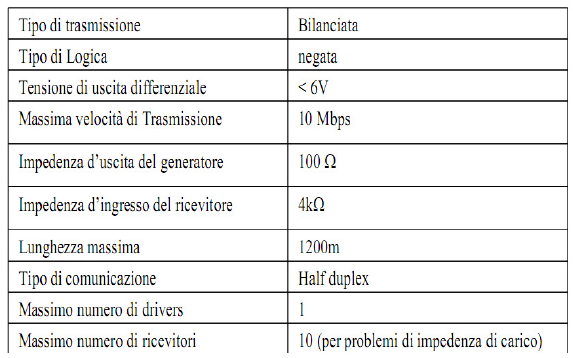 Tipo di trasmissione Bilanciata
Tipo di Logica negata
Tensione di uscita differenziale < 6V
Massima velocità di Trasmissione 10 Mbps
Impedenza d’uscita del generatore 100 Ω
Impedenza d’ingresso del ricevitore 4kΩ
Lunghezza massima 1200m
Tipo di comunicazione Half duplex
Massimo numero di drivers 1
Massimo numero di ricevitori 10 (per problemi di impedenza di carico)